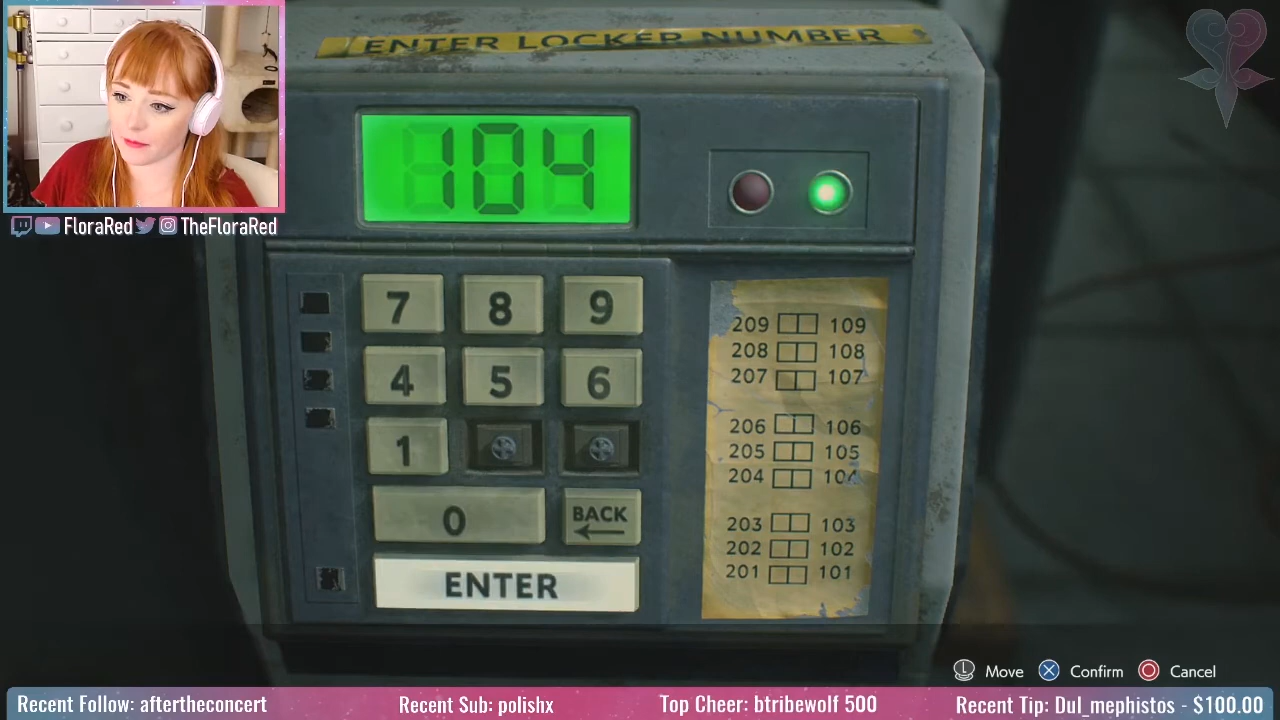 ENTER LOCKER NUMBER
104
FloraRed TheFloraRed
7 8 9
4 5 6
1
0 BACK
ENTER
209 109
208 108
207 107
206 106
205 105
204 104
203 103
202 102
201 101
Move Confirm Cancel
Recent Follow: aftertheconcert Recent Sub: polishx Top Cheer: btribewolf 500 Recent Tip: Dul_mephistos - $100.00